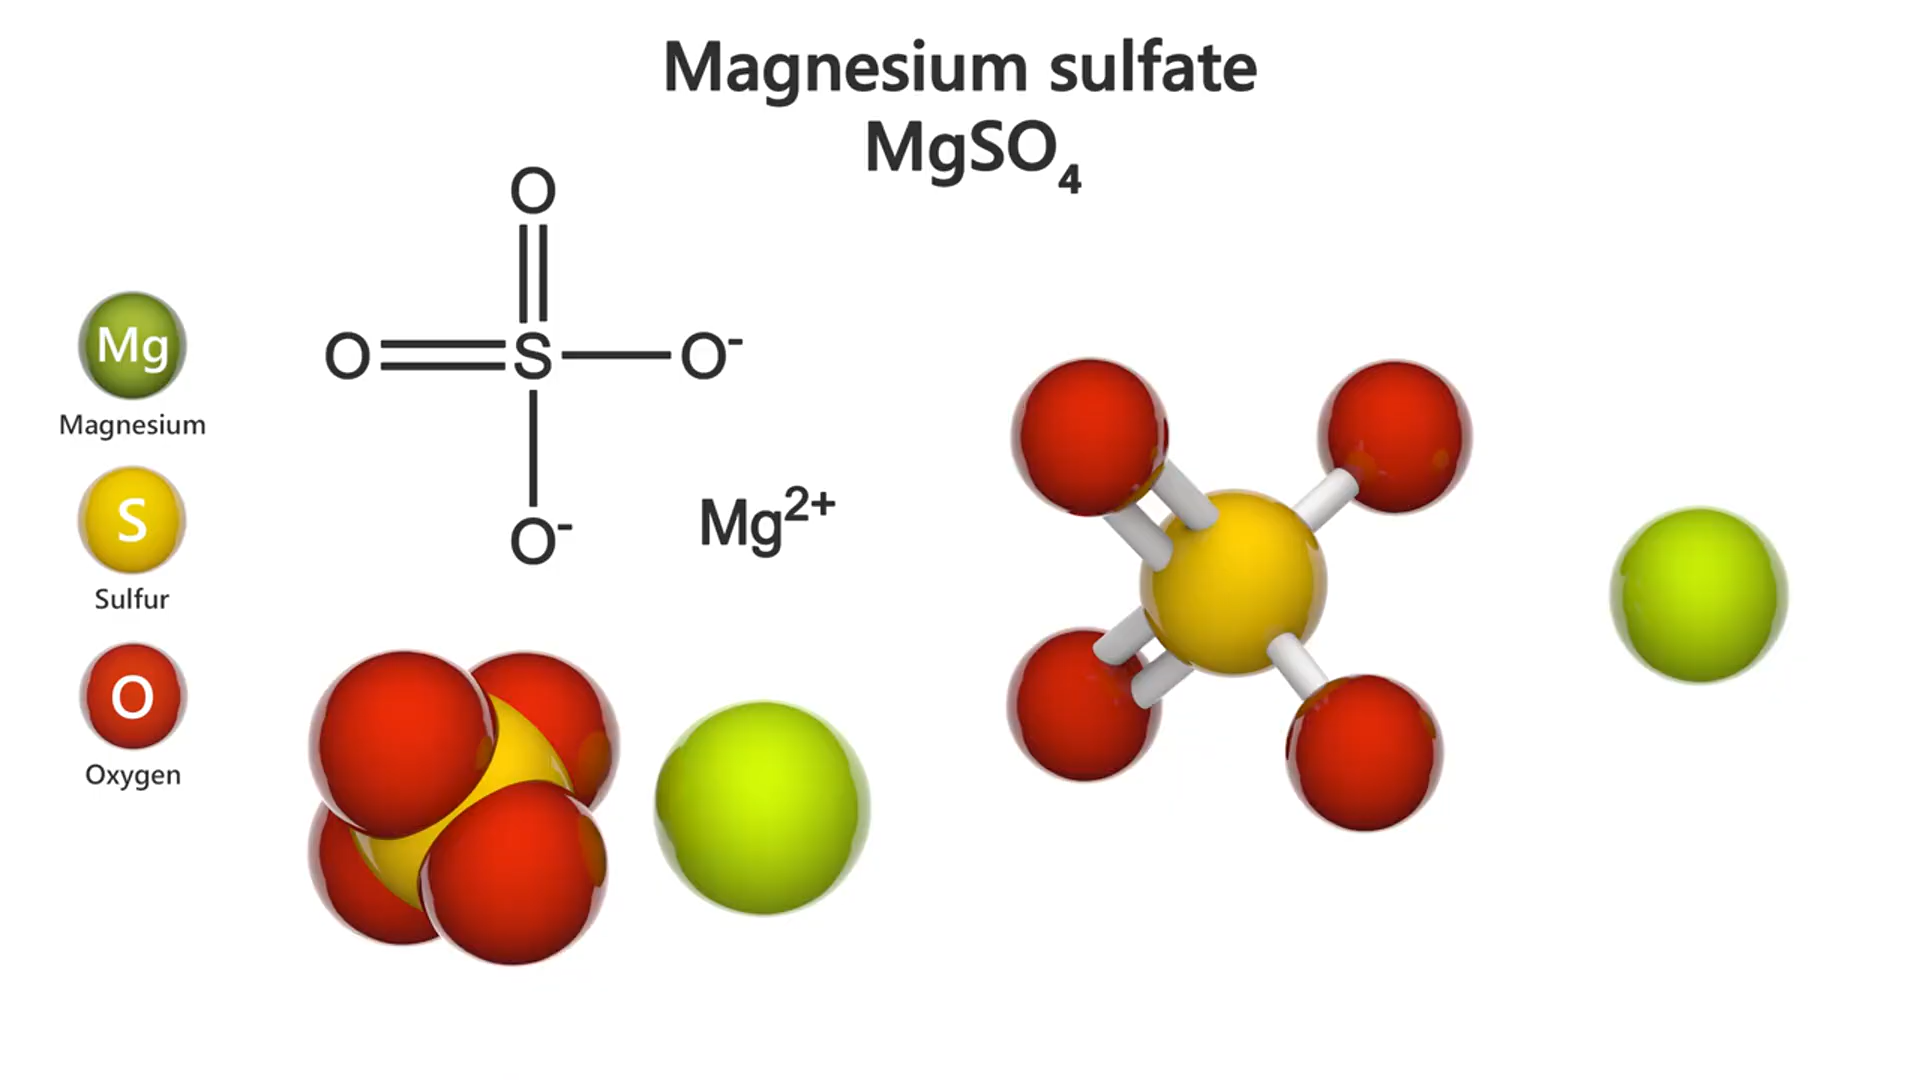 Magnesium sulfate
MgSO₄
O
O S O⁻
O⁻
Mg²⁺
Mg
Magnesium
S
Sulfur
O
Oxygen